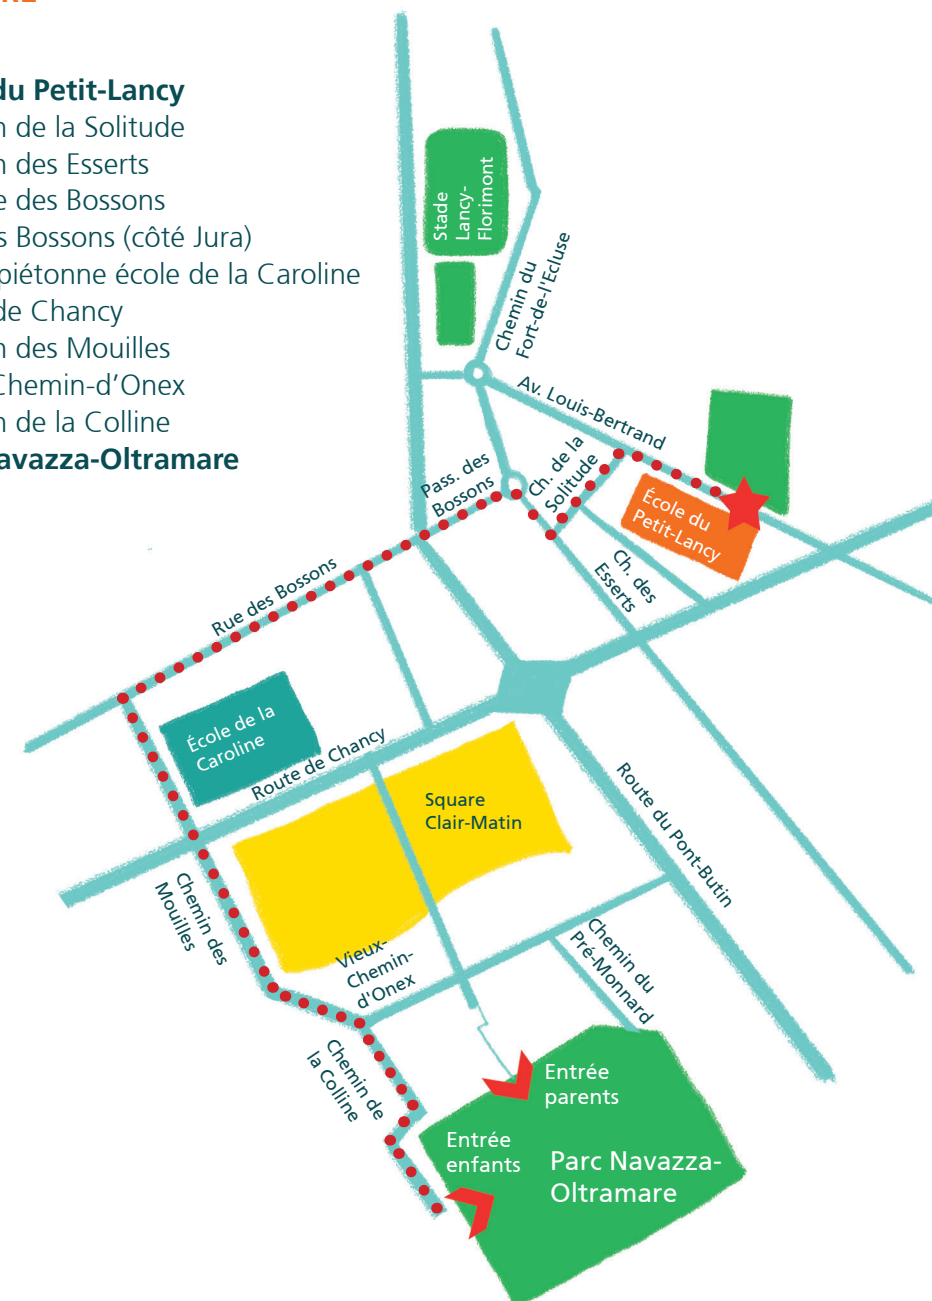 du Petit-Lancy
de la Solitude
des Esserts
des Bossons
Bossons (côté Jura)
piétonne école de la Caroline
de Chancy
des Mouilles
Chemin-d'Onex
de la Colline
Stade
Lancy-
Florimont
Chemin du
Fort-de-l'Ecluse
Av. Louis-Bertrand
Pass. des
Bossons
Ch. de la
Solitude
École du
Petit-Lancy
Ch. des
Esserts
Rue des Bossons
École de la
Caroline
Route de Chancy
Square
Clair-Matin
Route du Pont-Butin
Chemin des
Mouilles
Vieux-
Chemin-
d'Onex
Chemin du
Pré-Monnard
Chemin de
la Colline
Entrée
parents
Entrée
enfants
Parc Navazza-
Oltramare